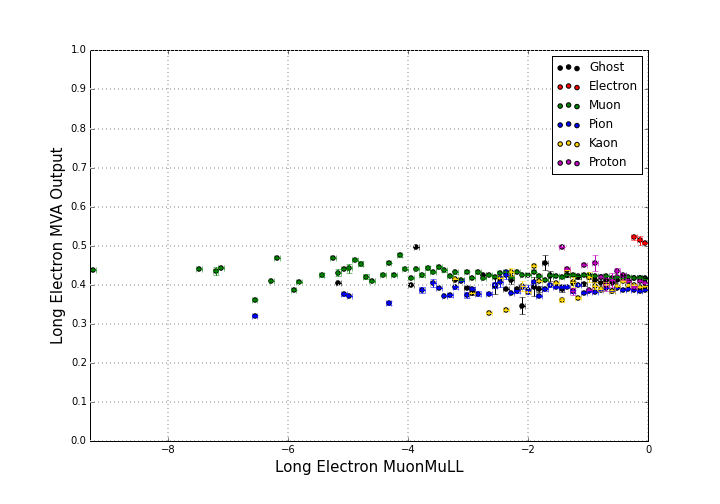 1.0
0.9
0.8
0.7
0.6
0.5
0.4
0.3
0.2
0.1
0.0
Long Electron MVA Output
Ghost
Electron
Muon
Pion
Kaon
Proton
−8
−6
−4
−2
0
Long Electron MuonMuLL